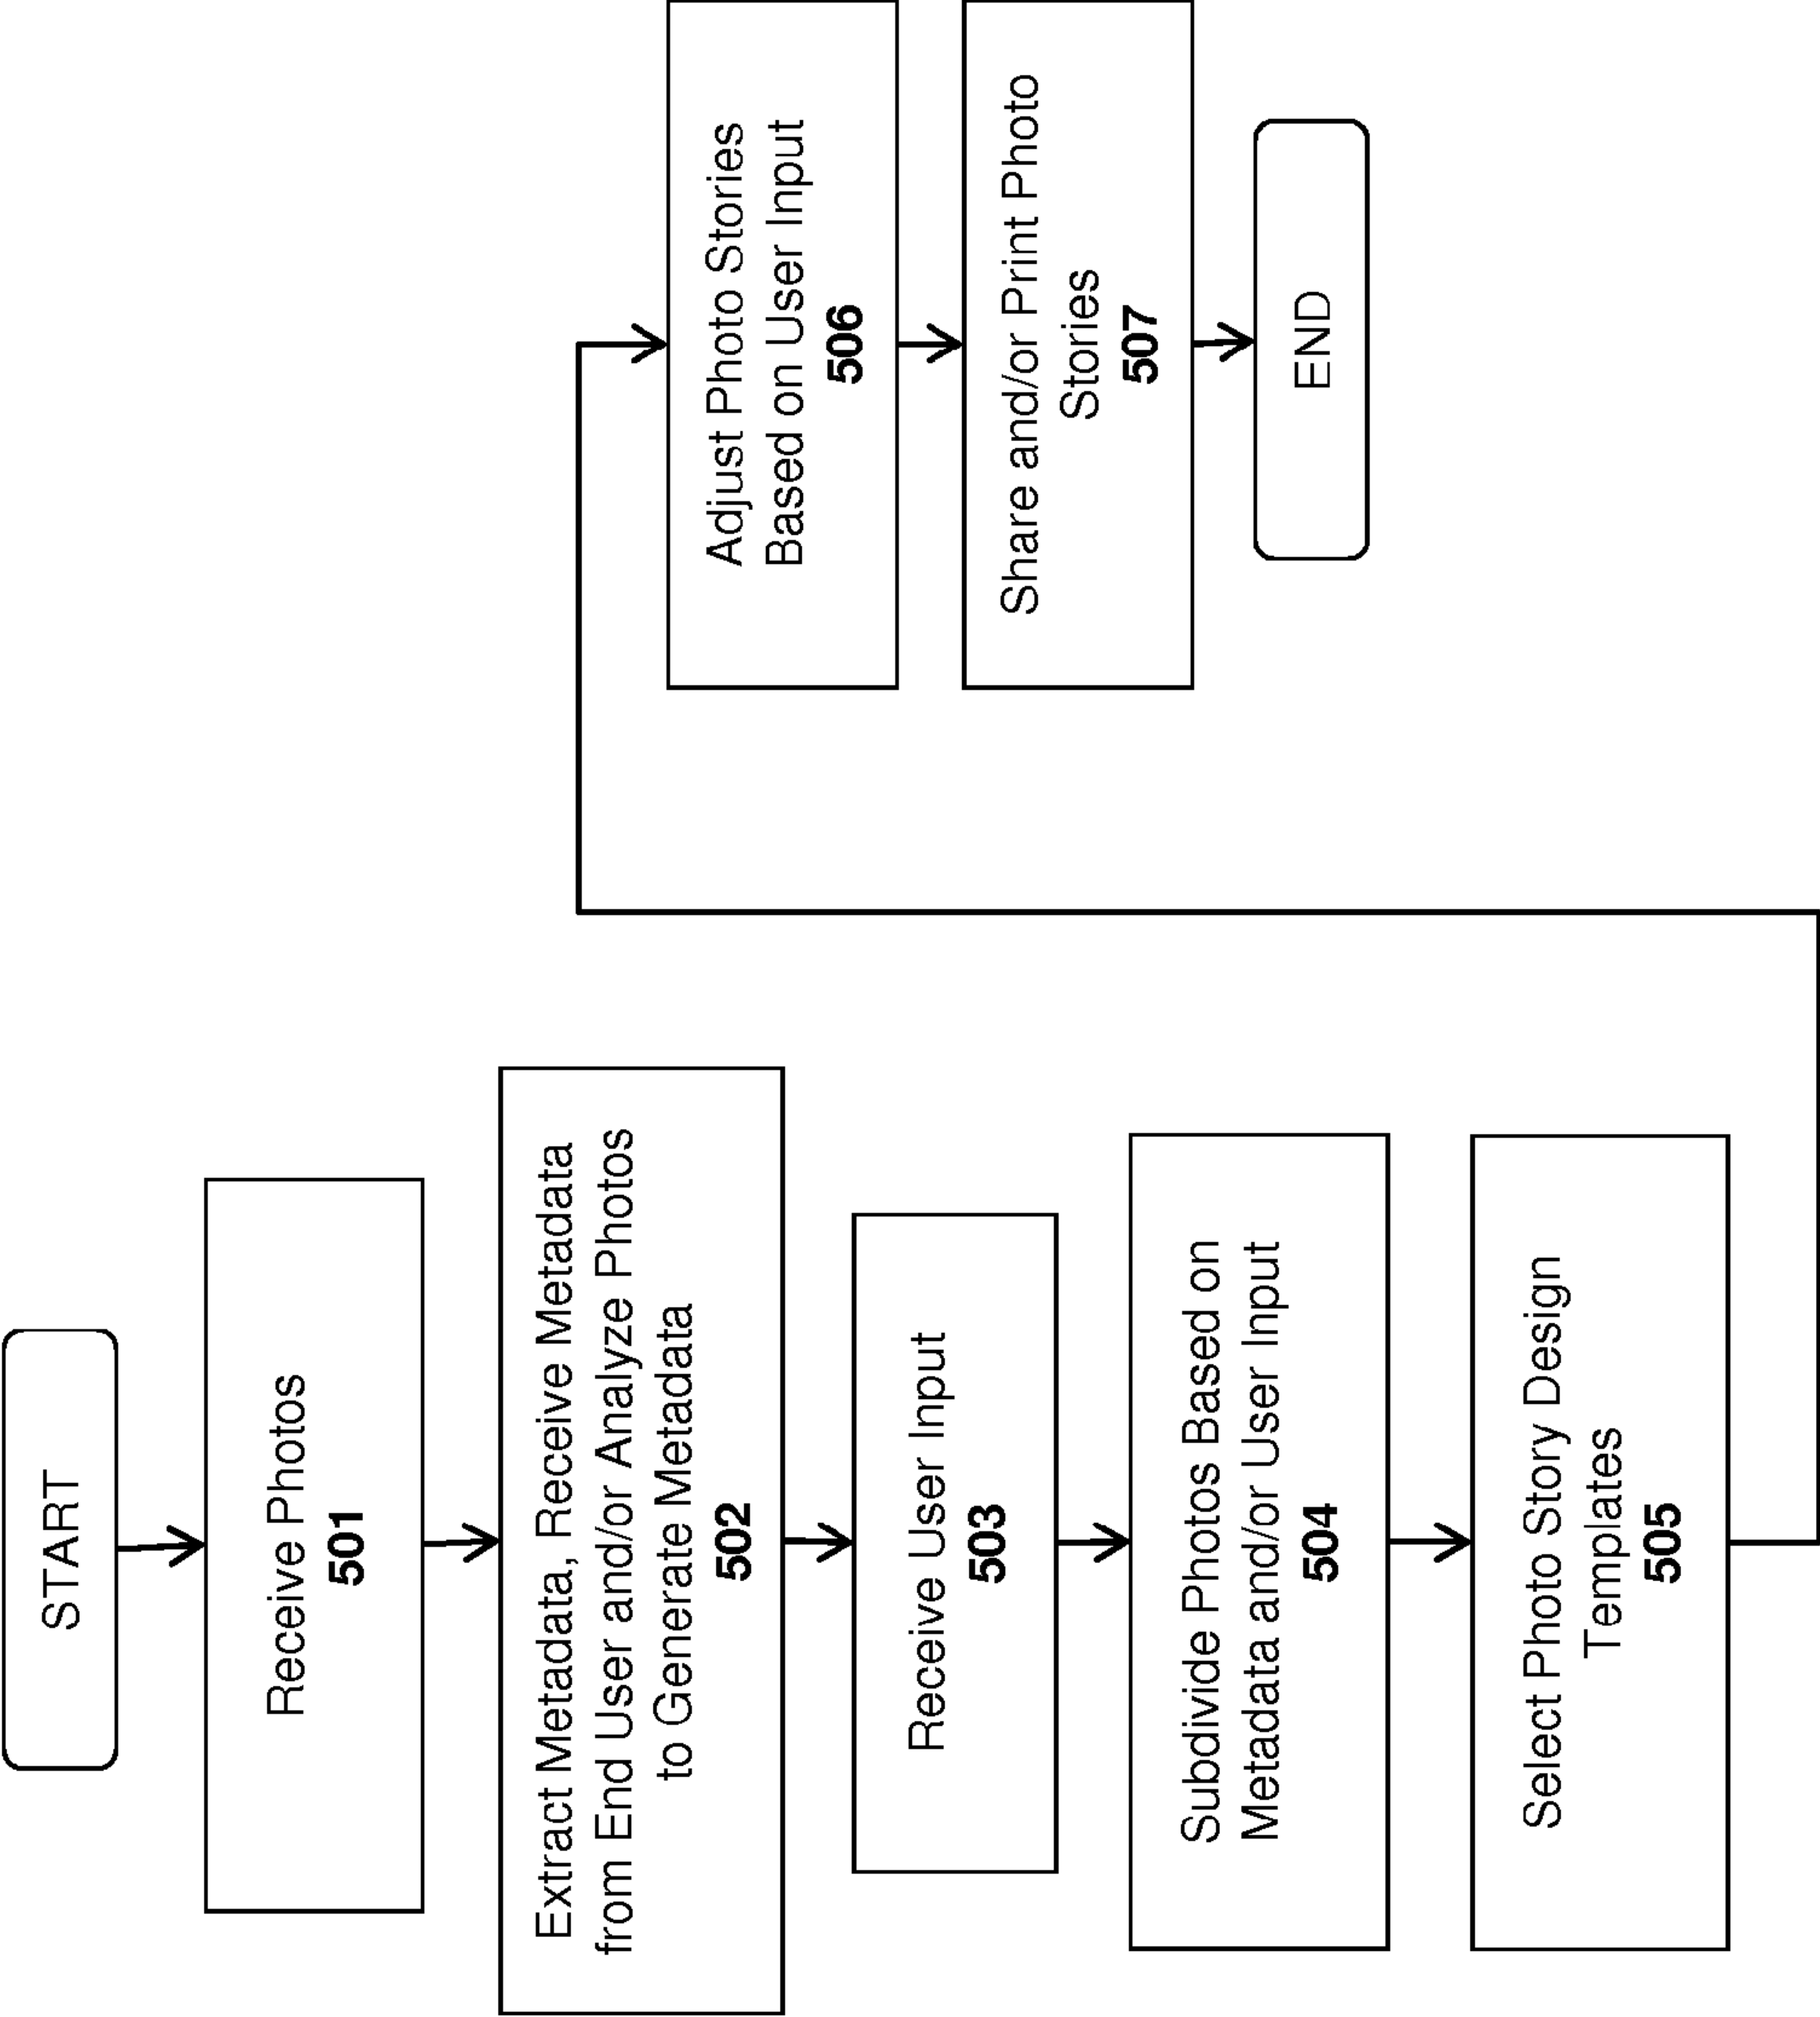 START
Receive Photos
501
Extract Metadata, Receive Metadata
from End User and/or Analyze Photos
to Generate Metadata
502
Receive User Input
503
Subdivide Photos Based on
Metadata and/or User Input
504
Select Photo Story Design
Templates
505
Adjust Photo Stories
Based on User Input
506
Share and/or Print Photo
Stories
507
END